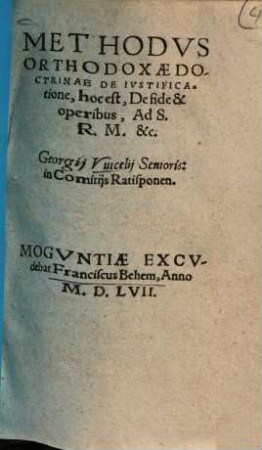 METHODVS
ORTHODOXÆ DO-
CTRINAE DE IVSTIFICA-
tione, hoc est, De fide &
operibus, Ad S.
R. M. &c.
Georgij Vuicelij Senioris:
in Comitijs Ratisponen.
MOGVNTIÆ EXCV-
debat Franciscus Behem, Anno
M. D. LVII.